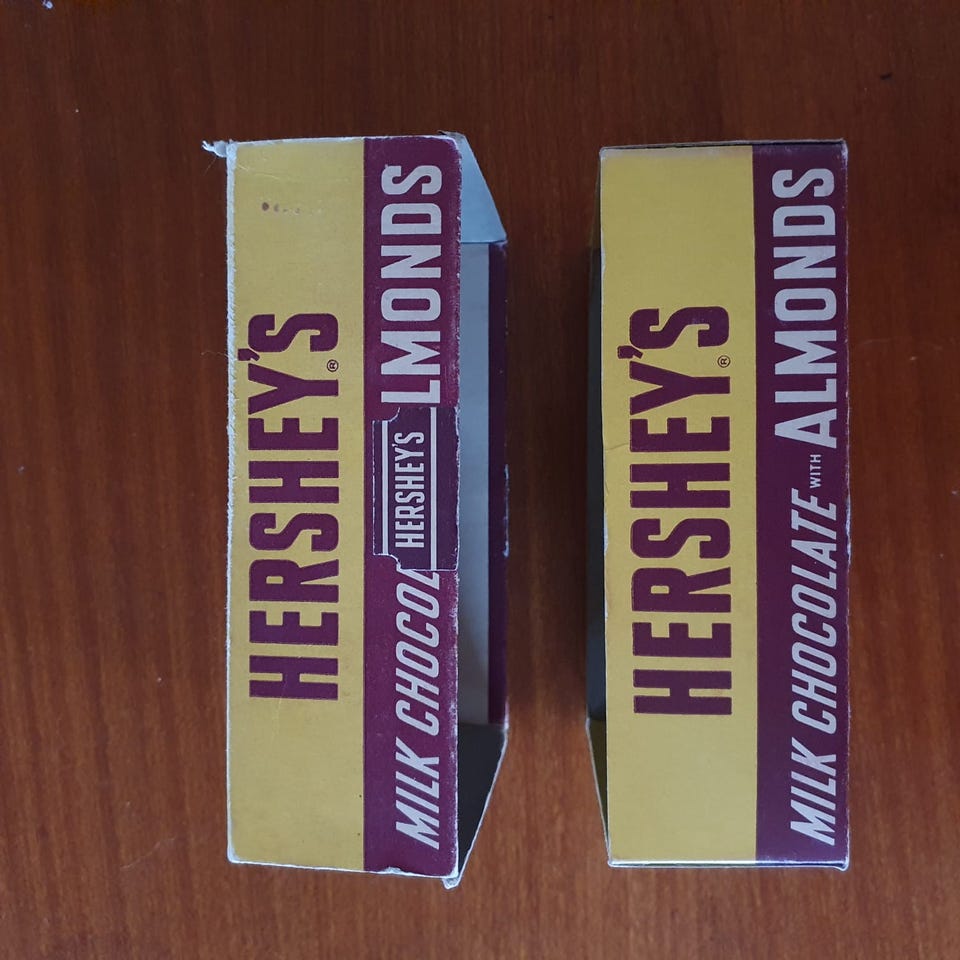 HERSHEY'S®
MILK CHOCOL LMONDS
HERSHEY'S
HERSHEY'S®
MILK CHOCOLATE WITH ALMONDS